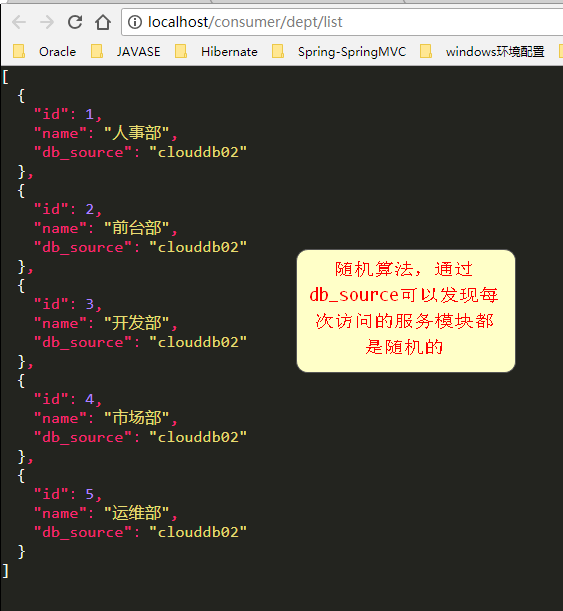 localhost/consumer/dept/list
Oracle JAVASE Hibernate Spring-SpringMVC windows环境配置
[
{
"id": 1,
"name": "人事部",
"db_source": "clouddb02"
},
{
"id": 2,
"name": "前台部",
"db_source": "clouddb02"
},
{
"id": 3,
"name": "开发部",
"db_source": "clouddb02"
},
{
"id": 4,
"name": "市场部",
"db_source": "clouddb02"
},
{
"id": 5,
"name": "运维部",
"db_source": "clouddb02"
}
]
随机算法，通过
db_source可以发现每
次访问的服务模块都
是随机的